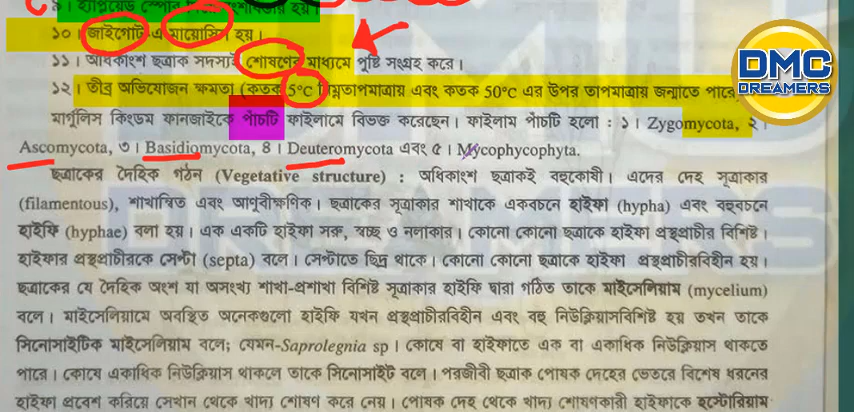 ৯। হ্যাপ্লয়েড স্পোর দিয়ে বংশবিস্তার হয়।
১০। জাইগোট এ মায়োসিস হয়।
১১। অধিকাংশ ছত্রাক সদস্যই শোষণের মাধ্যমে পুষ্টি সংগ্রহ করে।
১২। তীব্র অভিযোজন ক্ষমতা (কতক 5°C নিম্নতাপমাত্রায় এবং কতক 50°C এর উপর তাপমাত্রায় জন্মাতে পারে
মার্গুলিস কিংডম ফানজাইকে পাঁচটি ফাইলামে বিভক্ত করেছেন। ফাইলাম পাঁচটি হলো : ১। Zygomycota, ২।
Ascomycota, ৩। Basidiomycota, 8। Deuteromycota এবং ৫। Mycophycophyta.
ছত্রাকের দৈহিক গঠন (Vegetative structure) : অধিকাংশ ছত্রাকই বহুকোষী। এদের দেহ সূত্রাকার
(filamentous), শাখান্বিত এবং আণুবীক্ষণিক। ছত্রাকের সূত্রাকার শাখাকে একবচনে হাইফা (hypha) এবং বহুবচনে
হাইফি (hyphae) বলা হয়। এক একটি হাইফা সরু, স্বচ্ছ ও নলাকার। কোনো কোনো ছত্রাকে হাইফা প্রস্থপ্রাচীর বিশিষ্ট।
হাইফার প্রস্থপ্রাচীরকে সেপ্টা (septa) বলে। সেপ্টাতে ছিদ্র থাকে। কোনো কোনো ছত্রাকে হাইফা প্রস্থপ্রাচীরবিহীন হয়।
ছত্রাকের যে দৈহিক অংশ যা অসংখ্য শাখা-প্রশাখা বিশিষ্ট সূত্রাকার হাইফি দ্বারা গঠিত তাকে মাইসেলিয়াম (mycelium)
বলে। মাইসেলিয়ামে অবস্থিত অনেকগুলো হাইফি যখন প্রস্থপ্রাচীরবিহীন এবং বহু নিউক্লিয়াসবিশিষ্ট হয় তখন তাকে
সিনোসাইটিক মাইসেলিয়াম বলে; যেমন-Saprolegnia sp। কোষে বা হাইফাতে এক বা একাধিক নিউক্লিয়াস থাকতে
পারে। কোষে একাধিক নিউক্লিয়াস থাকলে তাকে সিনোসাইট বলে। পরজীবী ছত্রাক পোষক দেহের ভেতরে বিশেষ ধরনের
হাইফা প্রবেশ করিয়ে সেখান থেকে খাদ্য শোষণ করে নেয়। পোষক দেহ থেকে খাদ্য শোষণকারী হাইফাকে হস্টোরিয়াম
DMC
DREAMERS
DREAMERS